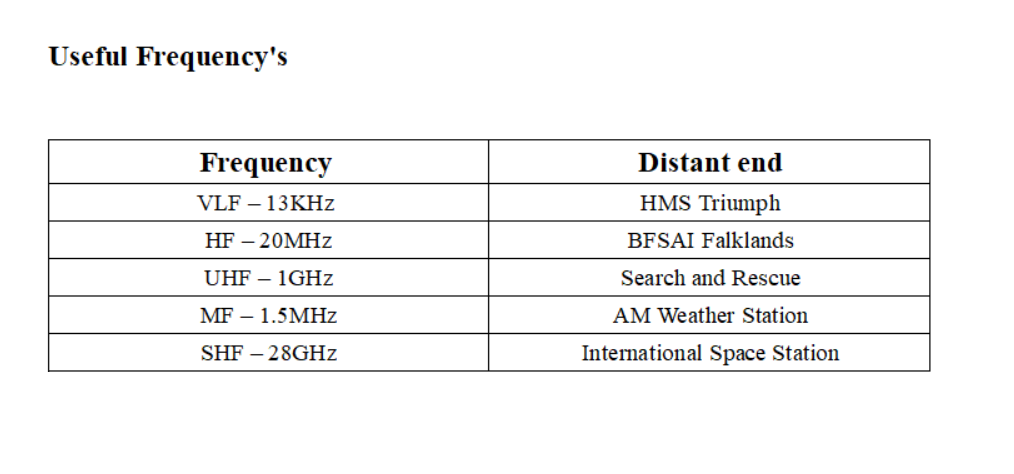 Useful Frequency's
Frequency Distant end
VLF – 13KHz HMS Triumph
HF – 20MHz BFSAI Falklands
UHF – 1GHz Search and Rescue
MF – 1.5MHz AM Weather Station
SHF – 28GHz International Space Station